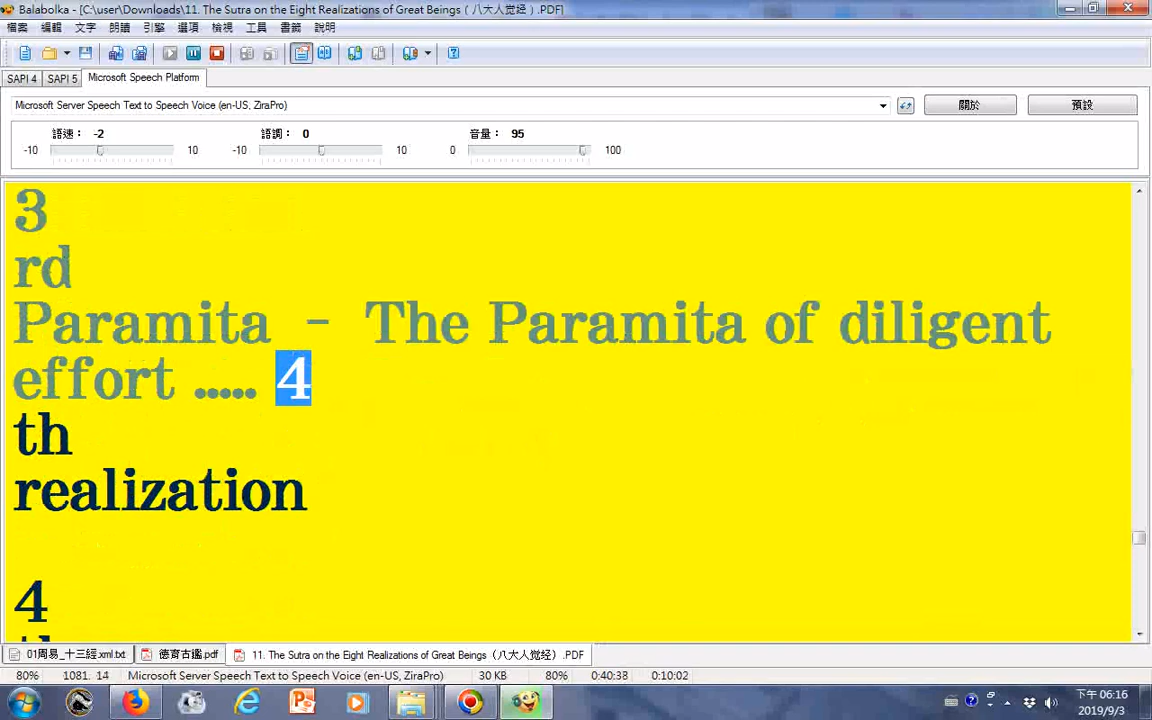 Balabolka - [C:\user\Downloads\11. The Sutra on the Eight Realizations of Great Beings（八大人觉经）.PDF]
檔案 編輯 文字 朗讀 引擎 選項 檢視 工具 書籤 說明
SAPI 4 SAPI 5 Microsoft Speech Platform
Microsoft Server Speech Text to Speech Voice (en-US, ZiraPro) 關於 預設
語速： -2 語調： 0 音量： 95
-10 10 -10 10 0 100
3
rd
Paramita - The Paramita of diligent
effort ..... 4
th
realization
4
01周易_十三經.xml.txt 德育古鑑.pdf 11. The Sutra on the Eight Realizations of Great Beings（八大人觉经）.PDF
80% 1081. 14 Microsoft Server Speech Text to Speech Voice (en-US, ZiraPro) 30 KB 80% 0:40:38 0:10:02
下午 06:16
2019/9/3